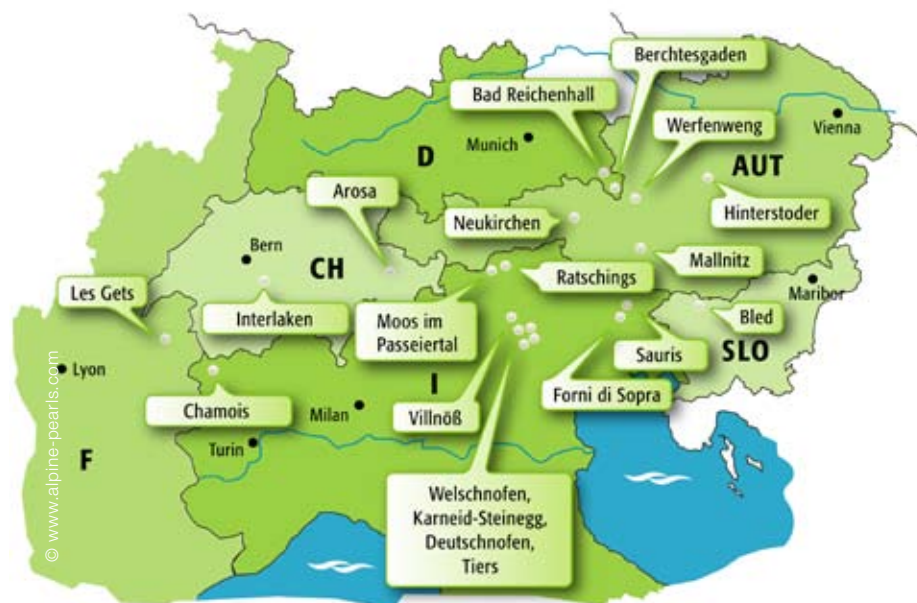 Berchtesgaden
Bad Reichenhall
Werfenweng
Vienna
Munich
D
AUT
Arosa
Neukirchen
Hinterstoder
Bern
CH
Mallnitz
Les Gets
Ratschings
Maribor
Interlaken
Moos im
Passeiertal
Bled
Sauris
SLO
Lyon
I
Chamois
Milan
Villnöß
Forni di Sopra
Turin
F
Welschnofen,
Karneid-Steinegg,
Deutschnofen,
Tiers
© www.alpine-pearls.com